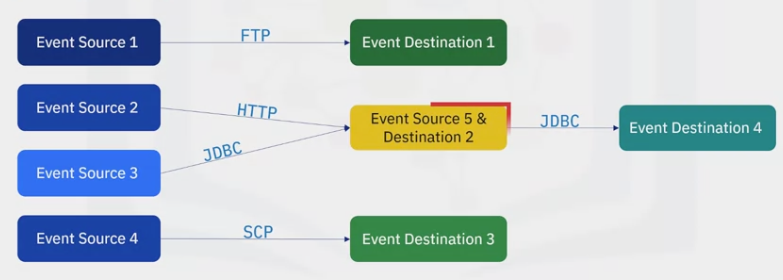 Event Source 1
FTP
Event Destination 1
Event Source 2
HTTP
Event Source 5 &
Destination 2
JDBC
Event Destination 4
Event Source 3
JDBC
Event Source 4
SCP
Event Destination 3